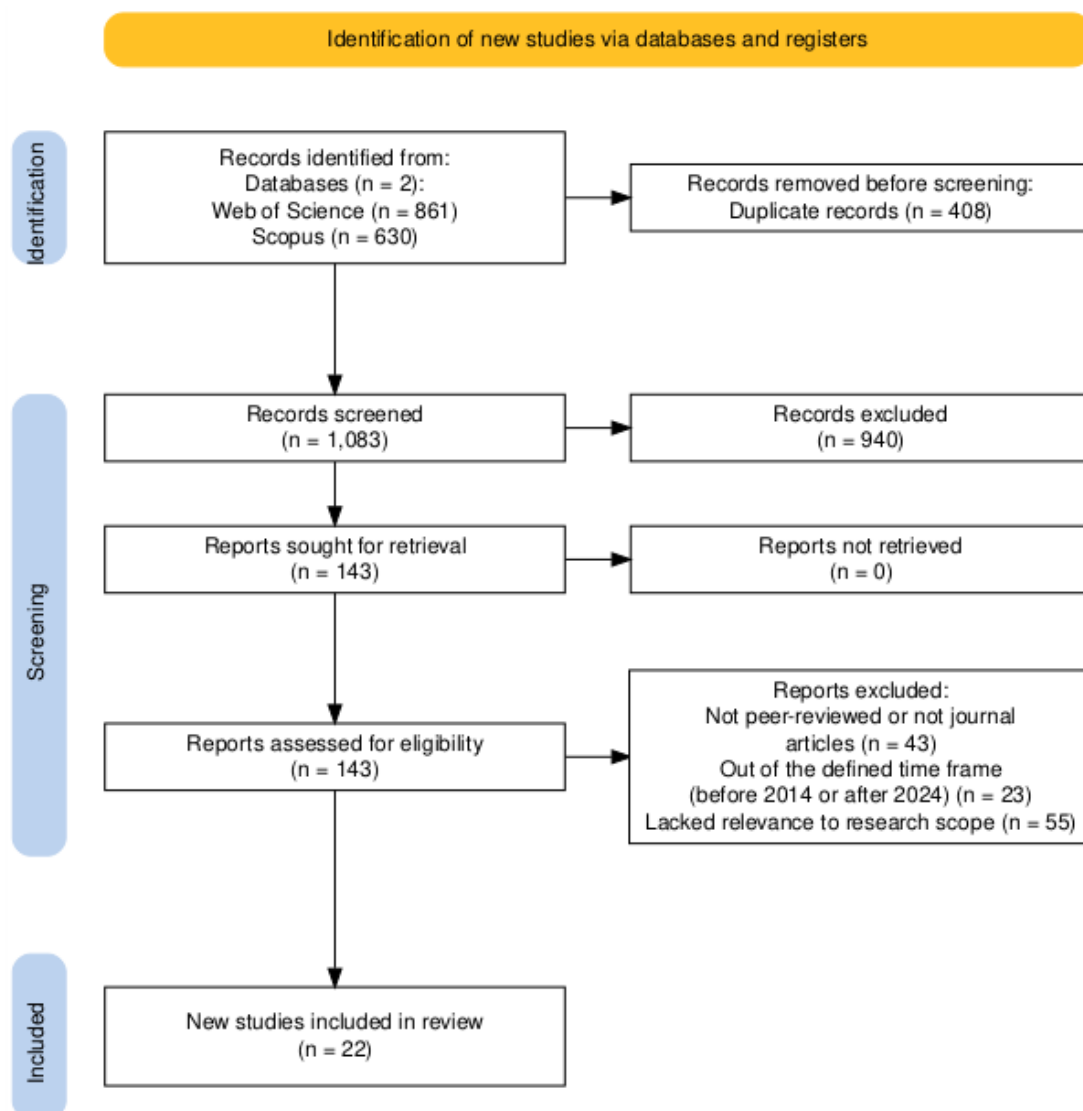 Identification of new studies via databases and registers
Identification
Records identified from:
Databases (n = 2):
Web of Science (n = 861)
Scopus (n = 630)
Records removed before screening:
Duplicate records (n = 408)
Screening
Records screened
(n = 1,083)
Records excluded
(n = 940)
Reports sought for retrieval
(n = 143)
Reports not retrieved
(n = 0)
Reports assessed for eligibility
(n = 143)
Reports excluded:
Not peer-reviewed or not journal
articles (n = 43)
Out of the defined time frame
(before 2014 or after 2024) (n = 23)
Lacked relevance to research scope (n = 55)
Included
New studies included in review
(n = 22)